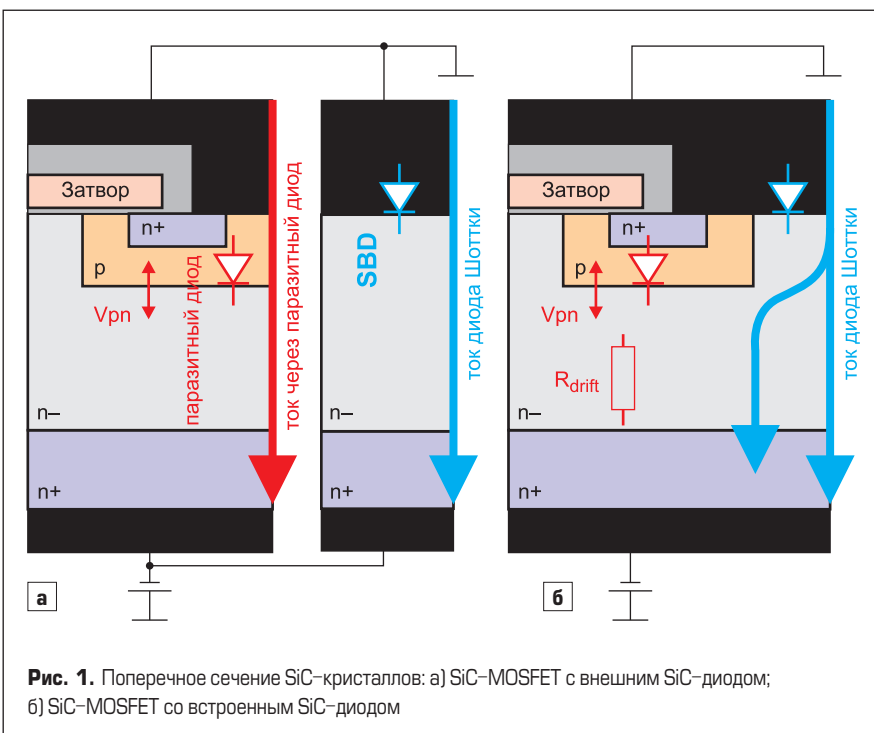 Затвор
n+
p
Vpn
паразитный диод
ток через паразитный диод
n–
n+
а
SBD
ток диода Шоттки
n–
n+
Затвор
n+
p
Vpn
Rdrift
ток диода Шоттки
n–
n+
б
Рис. 1. Поперечное сечение SiC–кристаллов: а) SiC–MOSFET с внешним SiC–диодом;
б) SiC–MOSFET со встроенным SiC–диодом